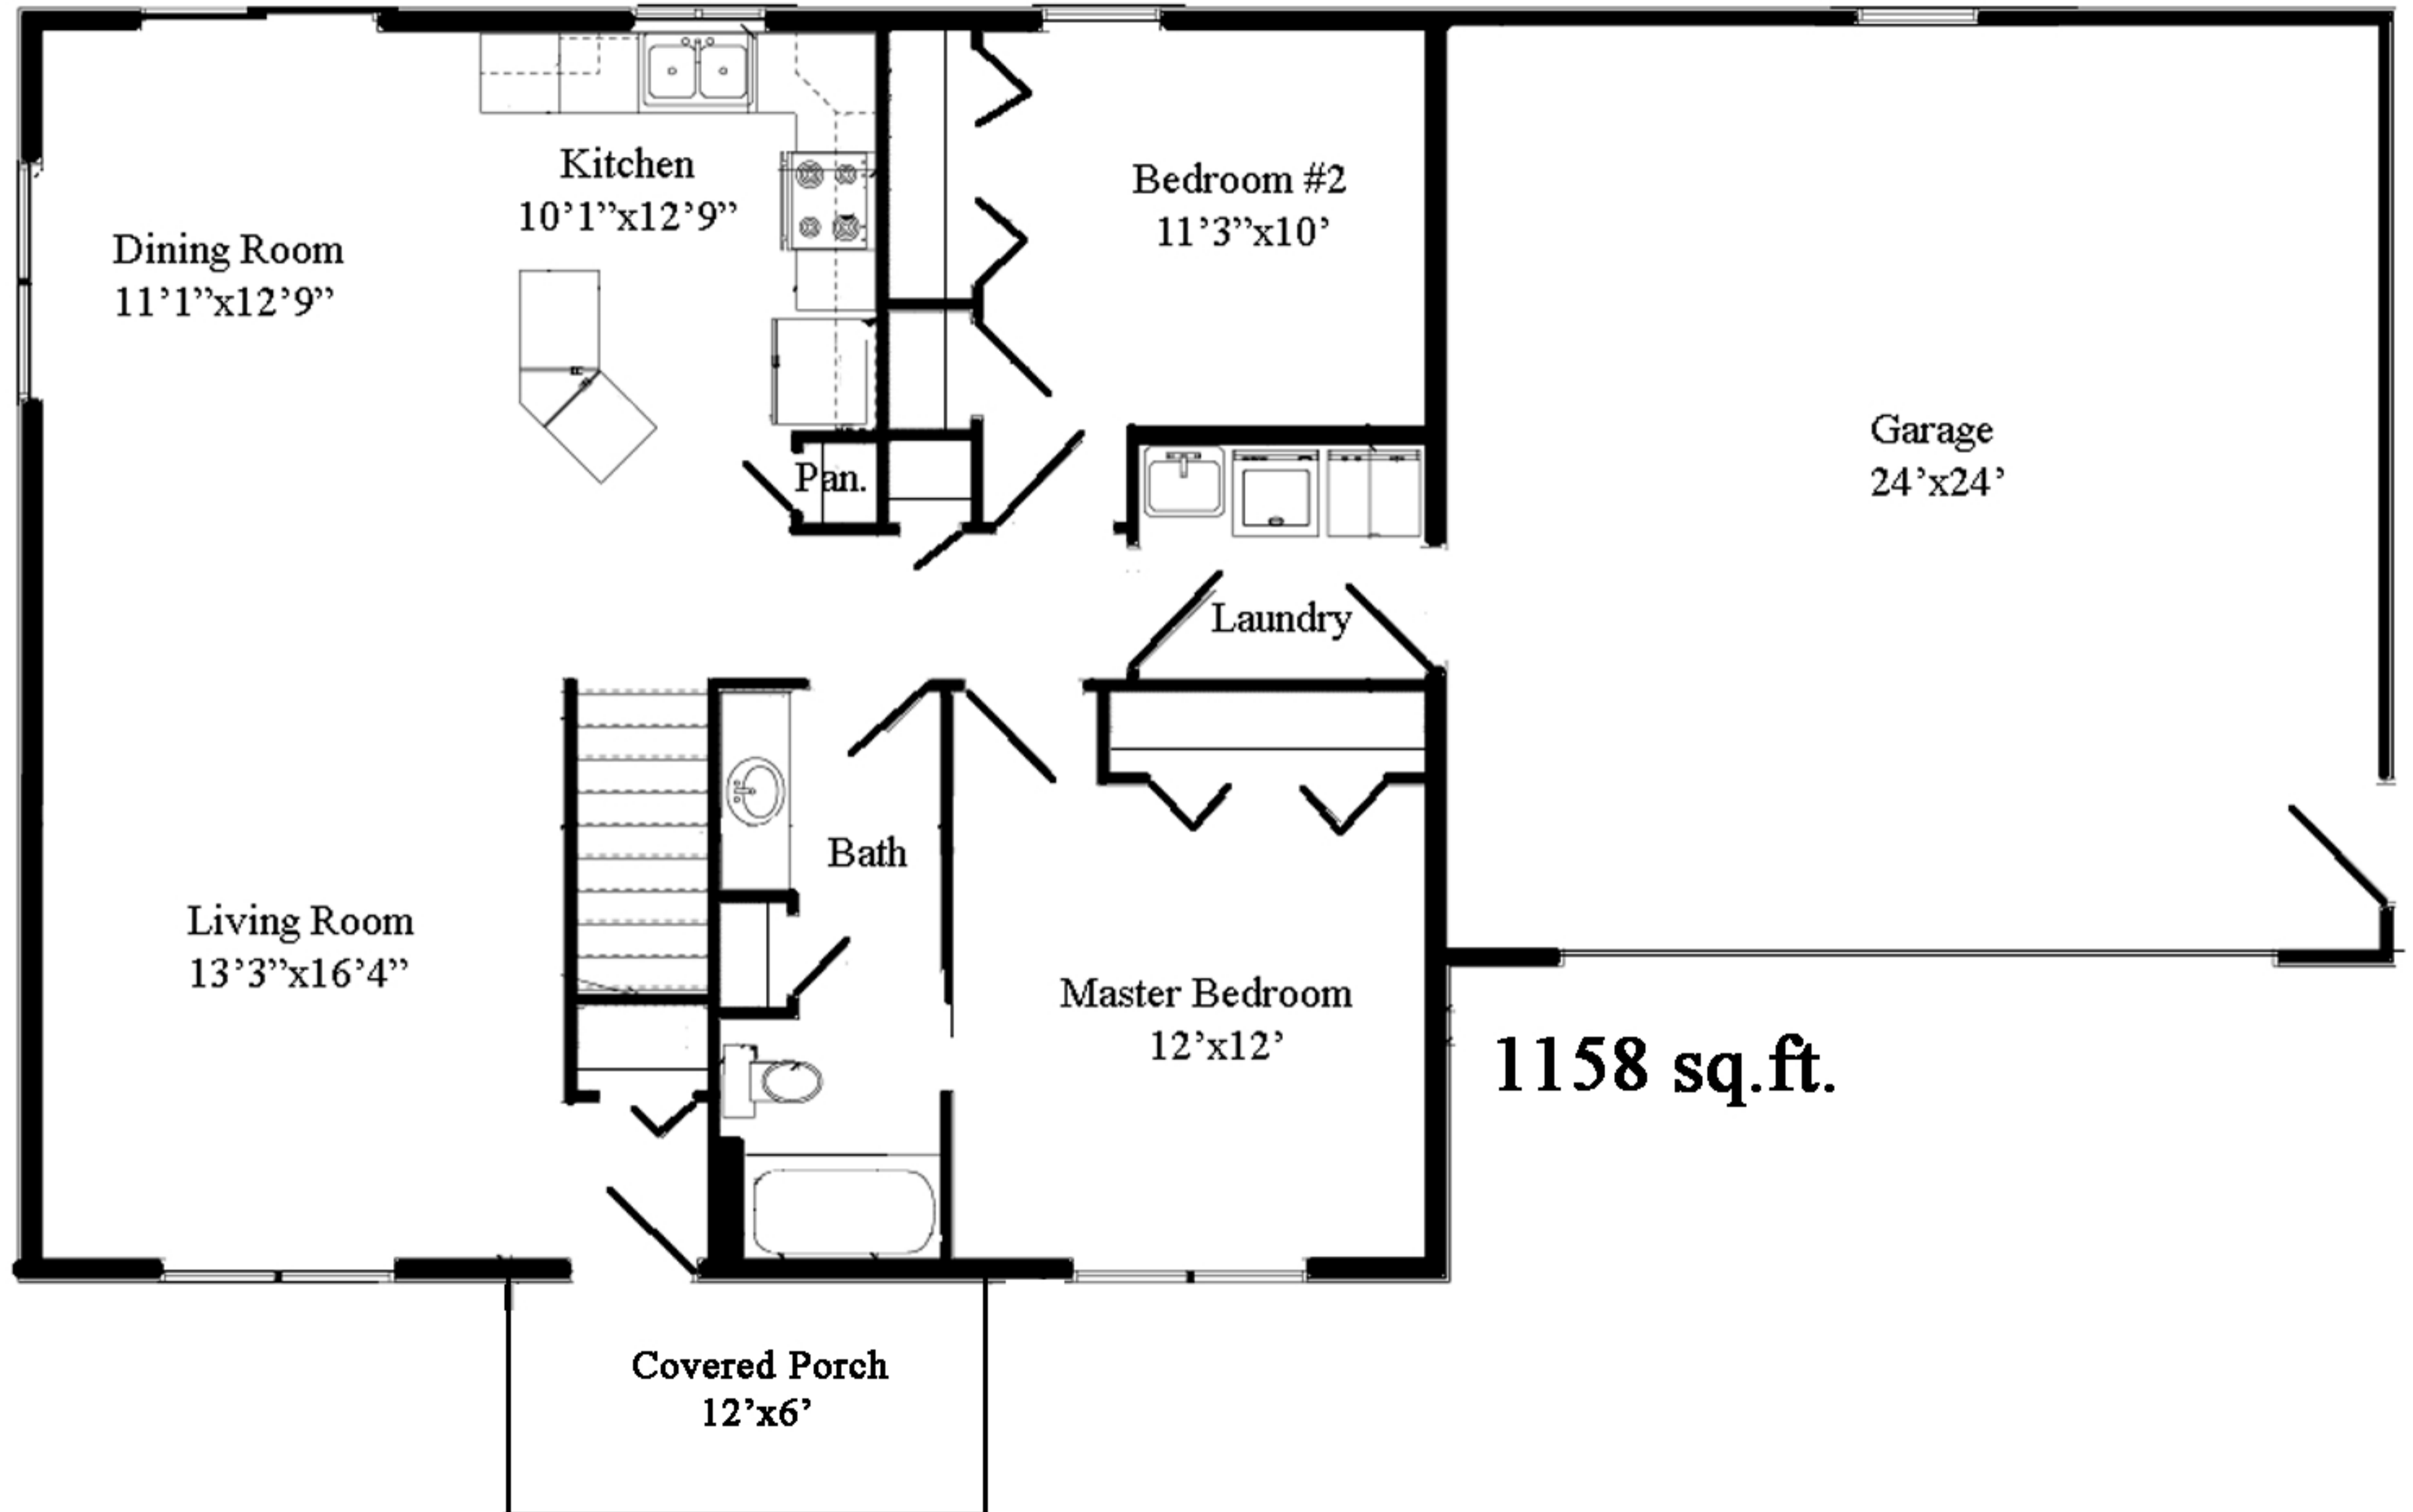 Kitchen
10’1”x12’9”
Bedroom #2
11’3”x10’
Dining Room
11’1”x12’9”
Garage
24’x24’
Pan.
Laundry
Bath
Living Room
13’3”x16’4”
Master Bedroom
12’x12’
1158 sq.ft.
Covered Porch
12’x6’